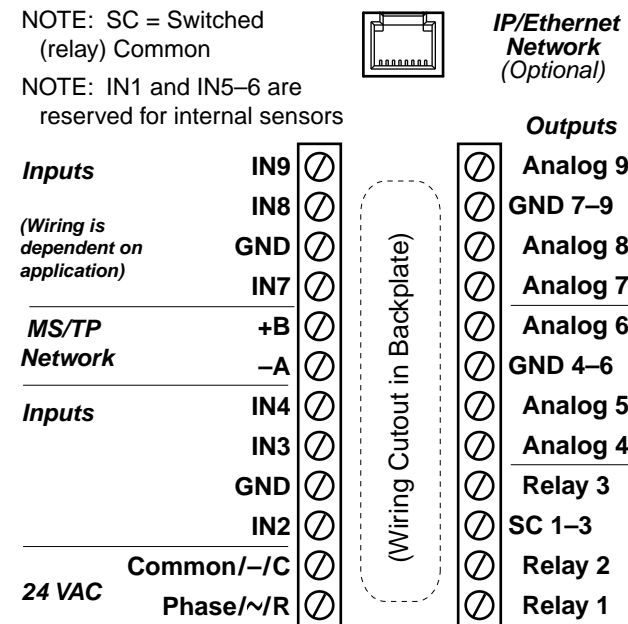 NOTE: SC = Switched
(relay) Common
NOTE: IN1 and IN5–6 are
reserved for internal sensors
IP/Ethernet
Network
(Optional)
Outputs
Inputs
(Wiring is
dependent on
application)
IN9
IN8
GND
IN7
MS/TP
Network
+B
–A
Inputs
IN4
IN3
GND
IN2
24 VAC
Common/–/C
Phase/~/R
(Wiring Cutout in Backplate)
Analog 9
GND 7–9
Analog 8
Analog 7
Analog 6
GND 4–6
Analog 5
Analog 4
Relay 3
SC 1–3
Relay 2
Relay 1